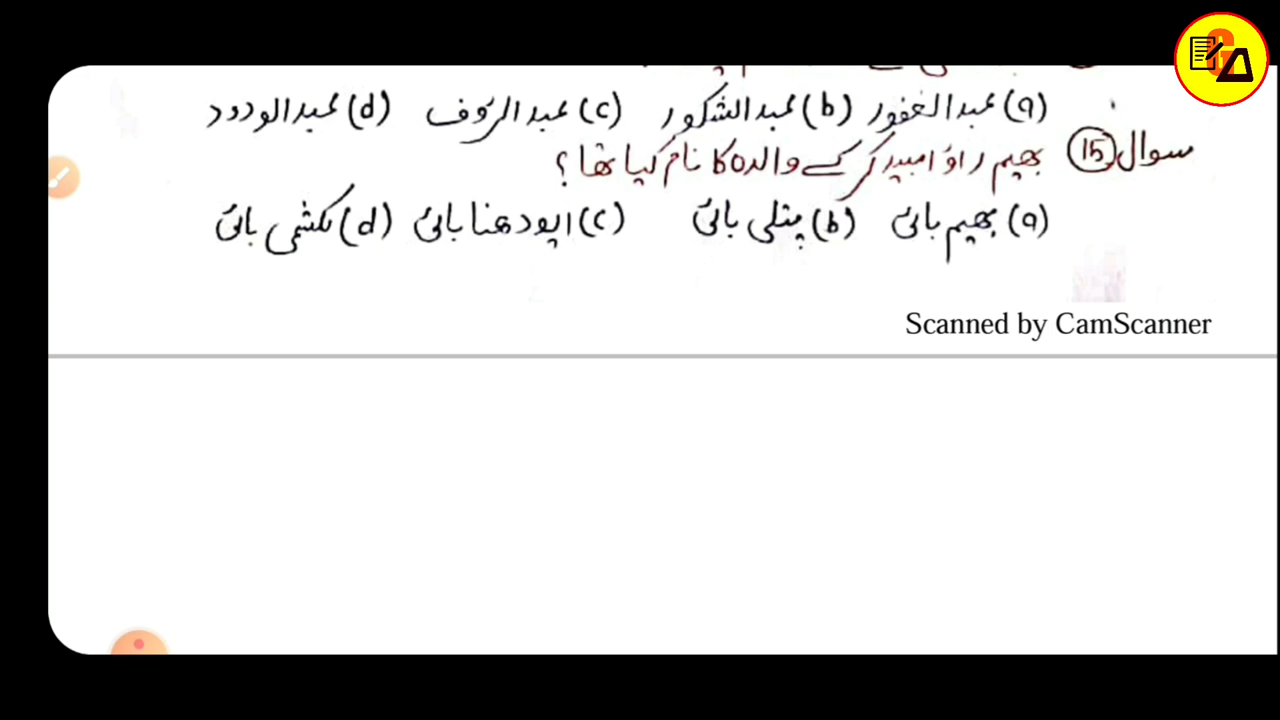 (a) عبدالغفور (b) عبدالشکور (c) عبدالرؤف (d) عبدالودود
سوال (15) بھیم راؤ امبیڈکر کے والدہ کا نام کیا تھا؟
(a) بھیم بائی (b) پتلی بائی (c) ایودھنا بائی (d) لکشمی بائی
Scanned by CamScanner